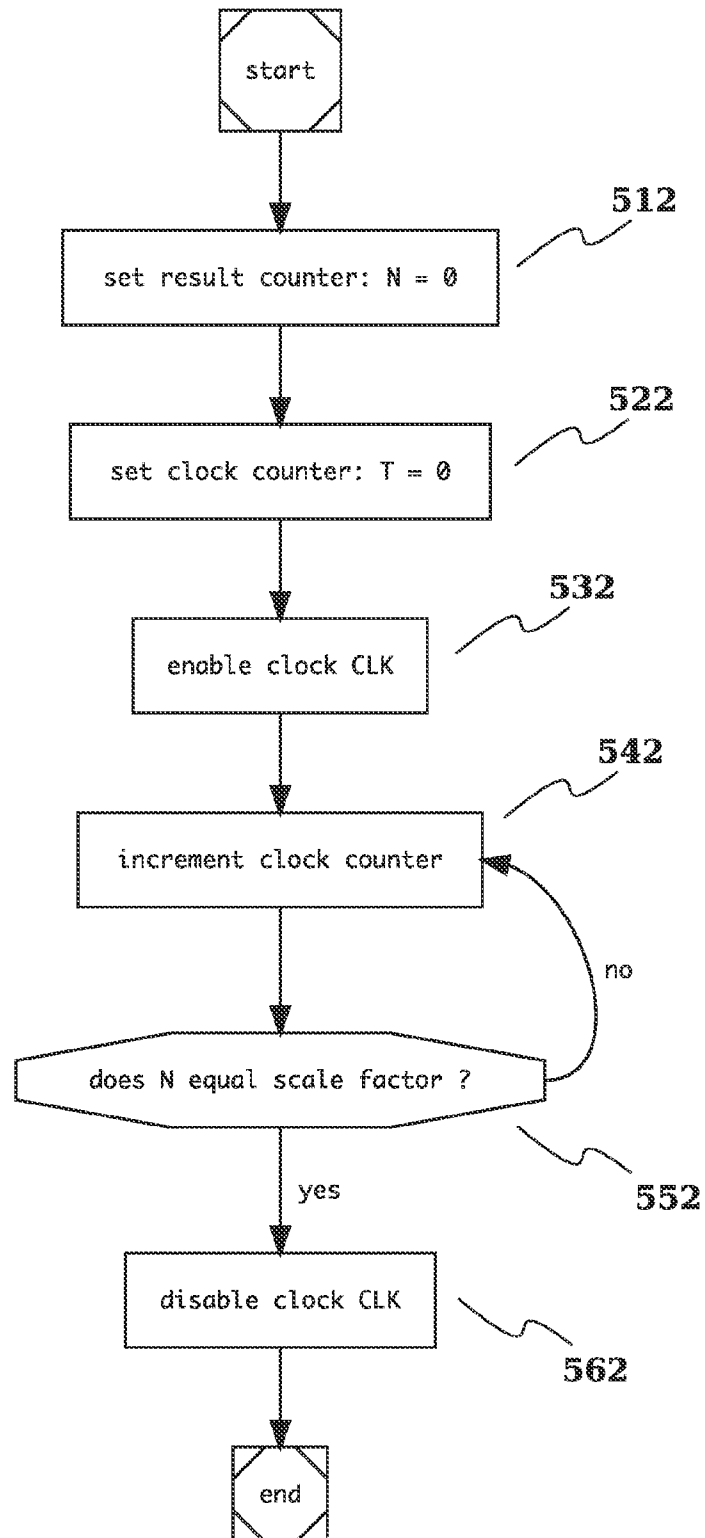 start
512
set result counter: N = 0
522
set clock counter: T = 0
532
enable clock CLK
542
increment clock counter
no
does N equal scale factor ?
yes
552
disable clock CLK
562
end